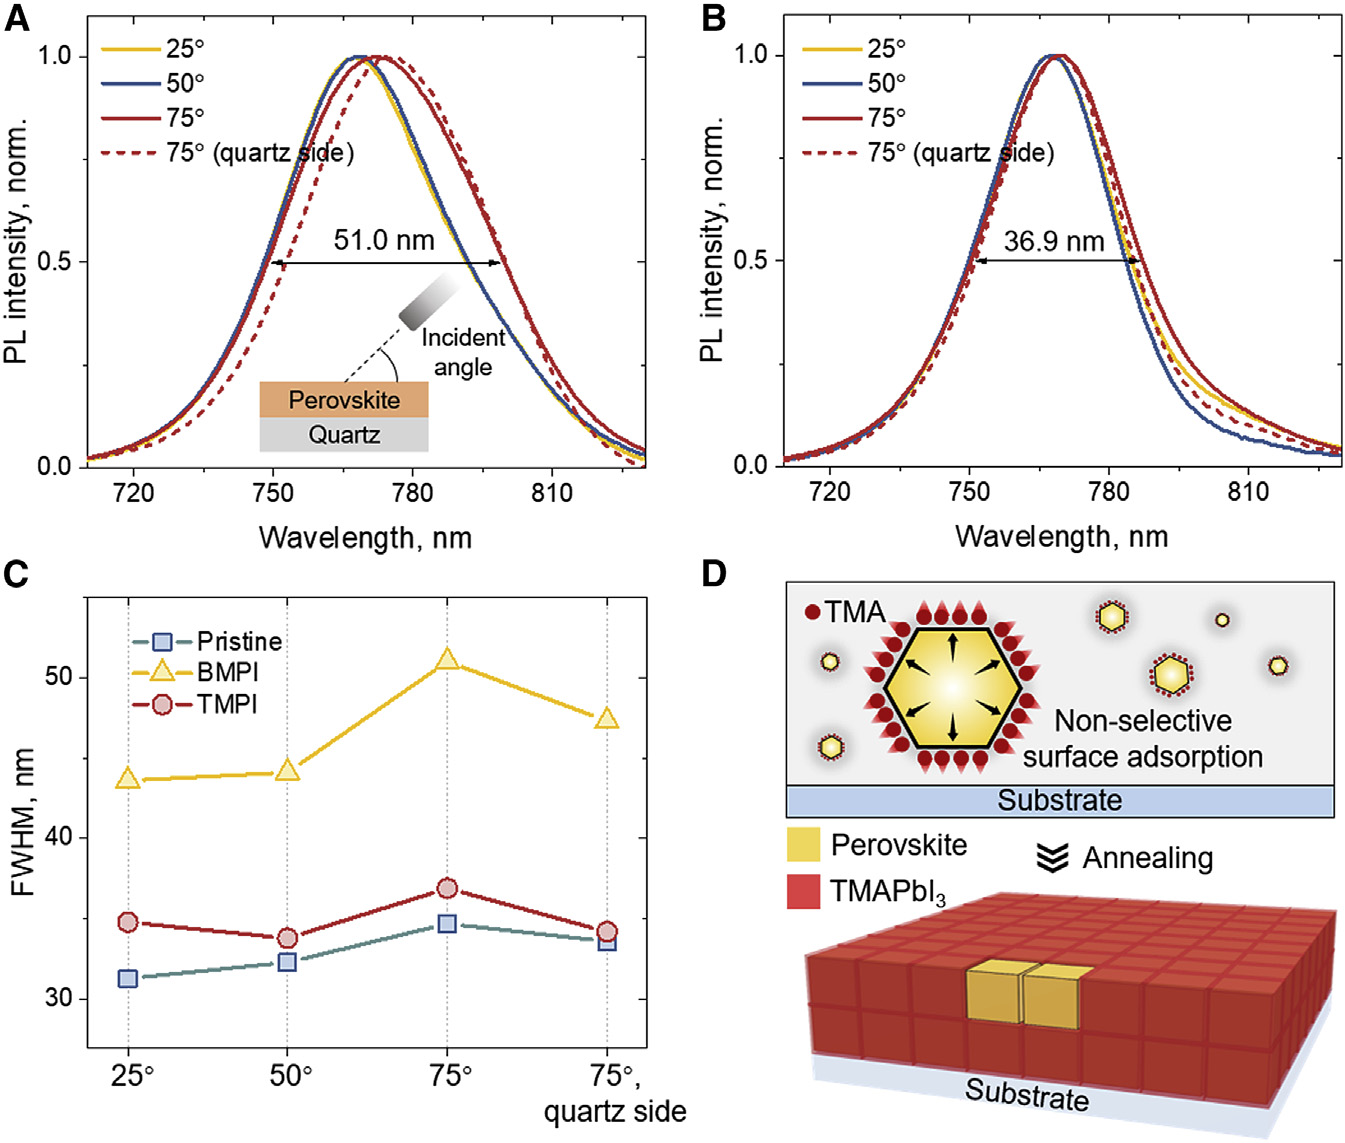 A
25°
50°
75°
75° (quartz side)
51.0 nm
Incident
angle
Perovskite
Quartz
1.0
0.5
0.0
PL intensity, norm.
720
750
780
810
Wavelength, nm
B
25°
50°
75°
75° (quartz side)
36.9 nm
1.0
0.5
0.0
PL intensity, norm.
720
750
780
810
Wavelength, nm
C
Pristine
BMPI
TMPI
50
40
30
FWHM, nm
25°
50°
75°
75°,
quartz side
D
TMA
Non-selective
surface adsorption
Substrate
Perovskite
TMAPbI₃
Annealing
Substrate